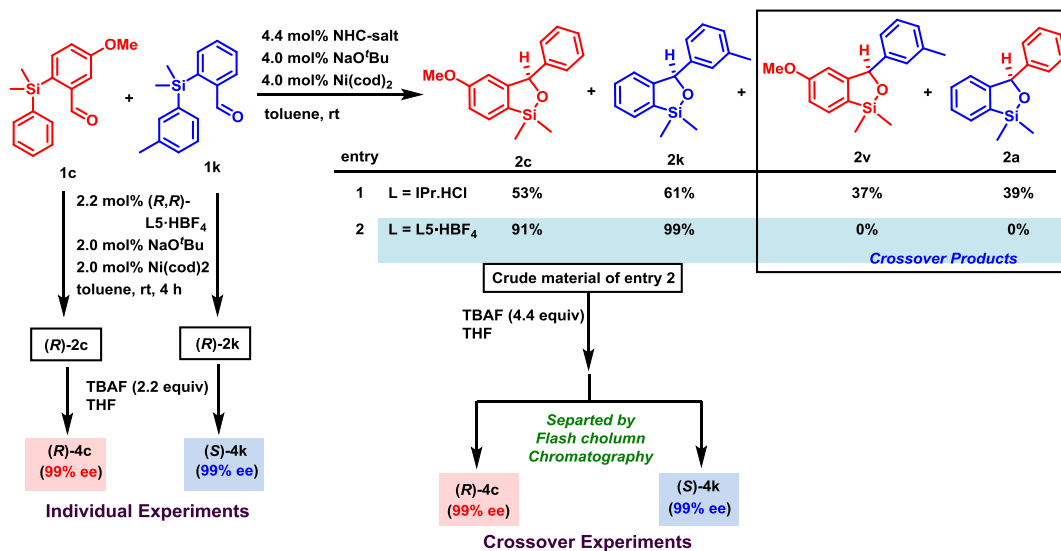 OMe
Si
O
1c
+
Si
O
1k
4.4 mol% NHC-salt
4.0 mol% NaOᵗBu
4.0 mol% Ni(cod)₂
toluene, rt
H
MeO
O
Si
2c
+
H
O
Si
2k
+
H
MeO
O
Si
2v
+
H
O
Si
2a
entry
1 L = IPr.HCl 53% 61% 37% 39%
2 L = L5·HBF₄ 91% 99% 0% 0%
Crossover Products
2.2 mol% (R,R)-
L5·HBF₄
2.0 mol% NaOᵗBu
2.0 mol% Ni(cod)2
toluene, rt, 4 h
(R)-2c
(R)-2k
TBAF (2.2 equiv)
THF
(R)-4c
(99% ee)
(S)-4k
(99% ee)
Individual Experiments
Crude material of entry 2
TBAF (4.4 equiv)
THF
Separted by
Flash cholumn
Chromatography
(R)-4c
(99% ee)
(S)-4k
(99% ee)
Crossover Experiments